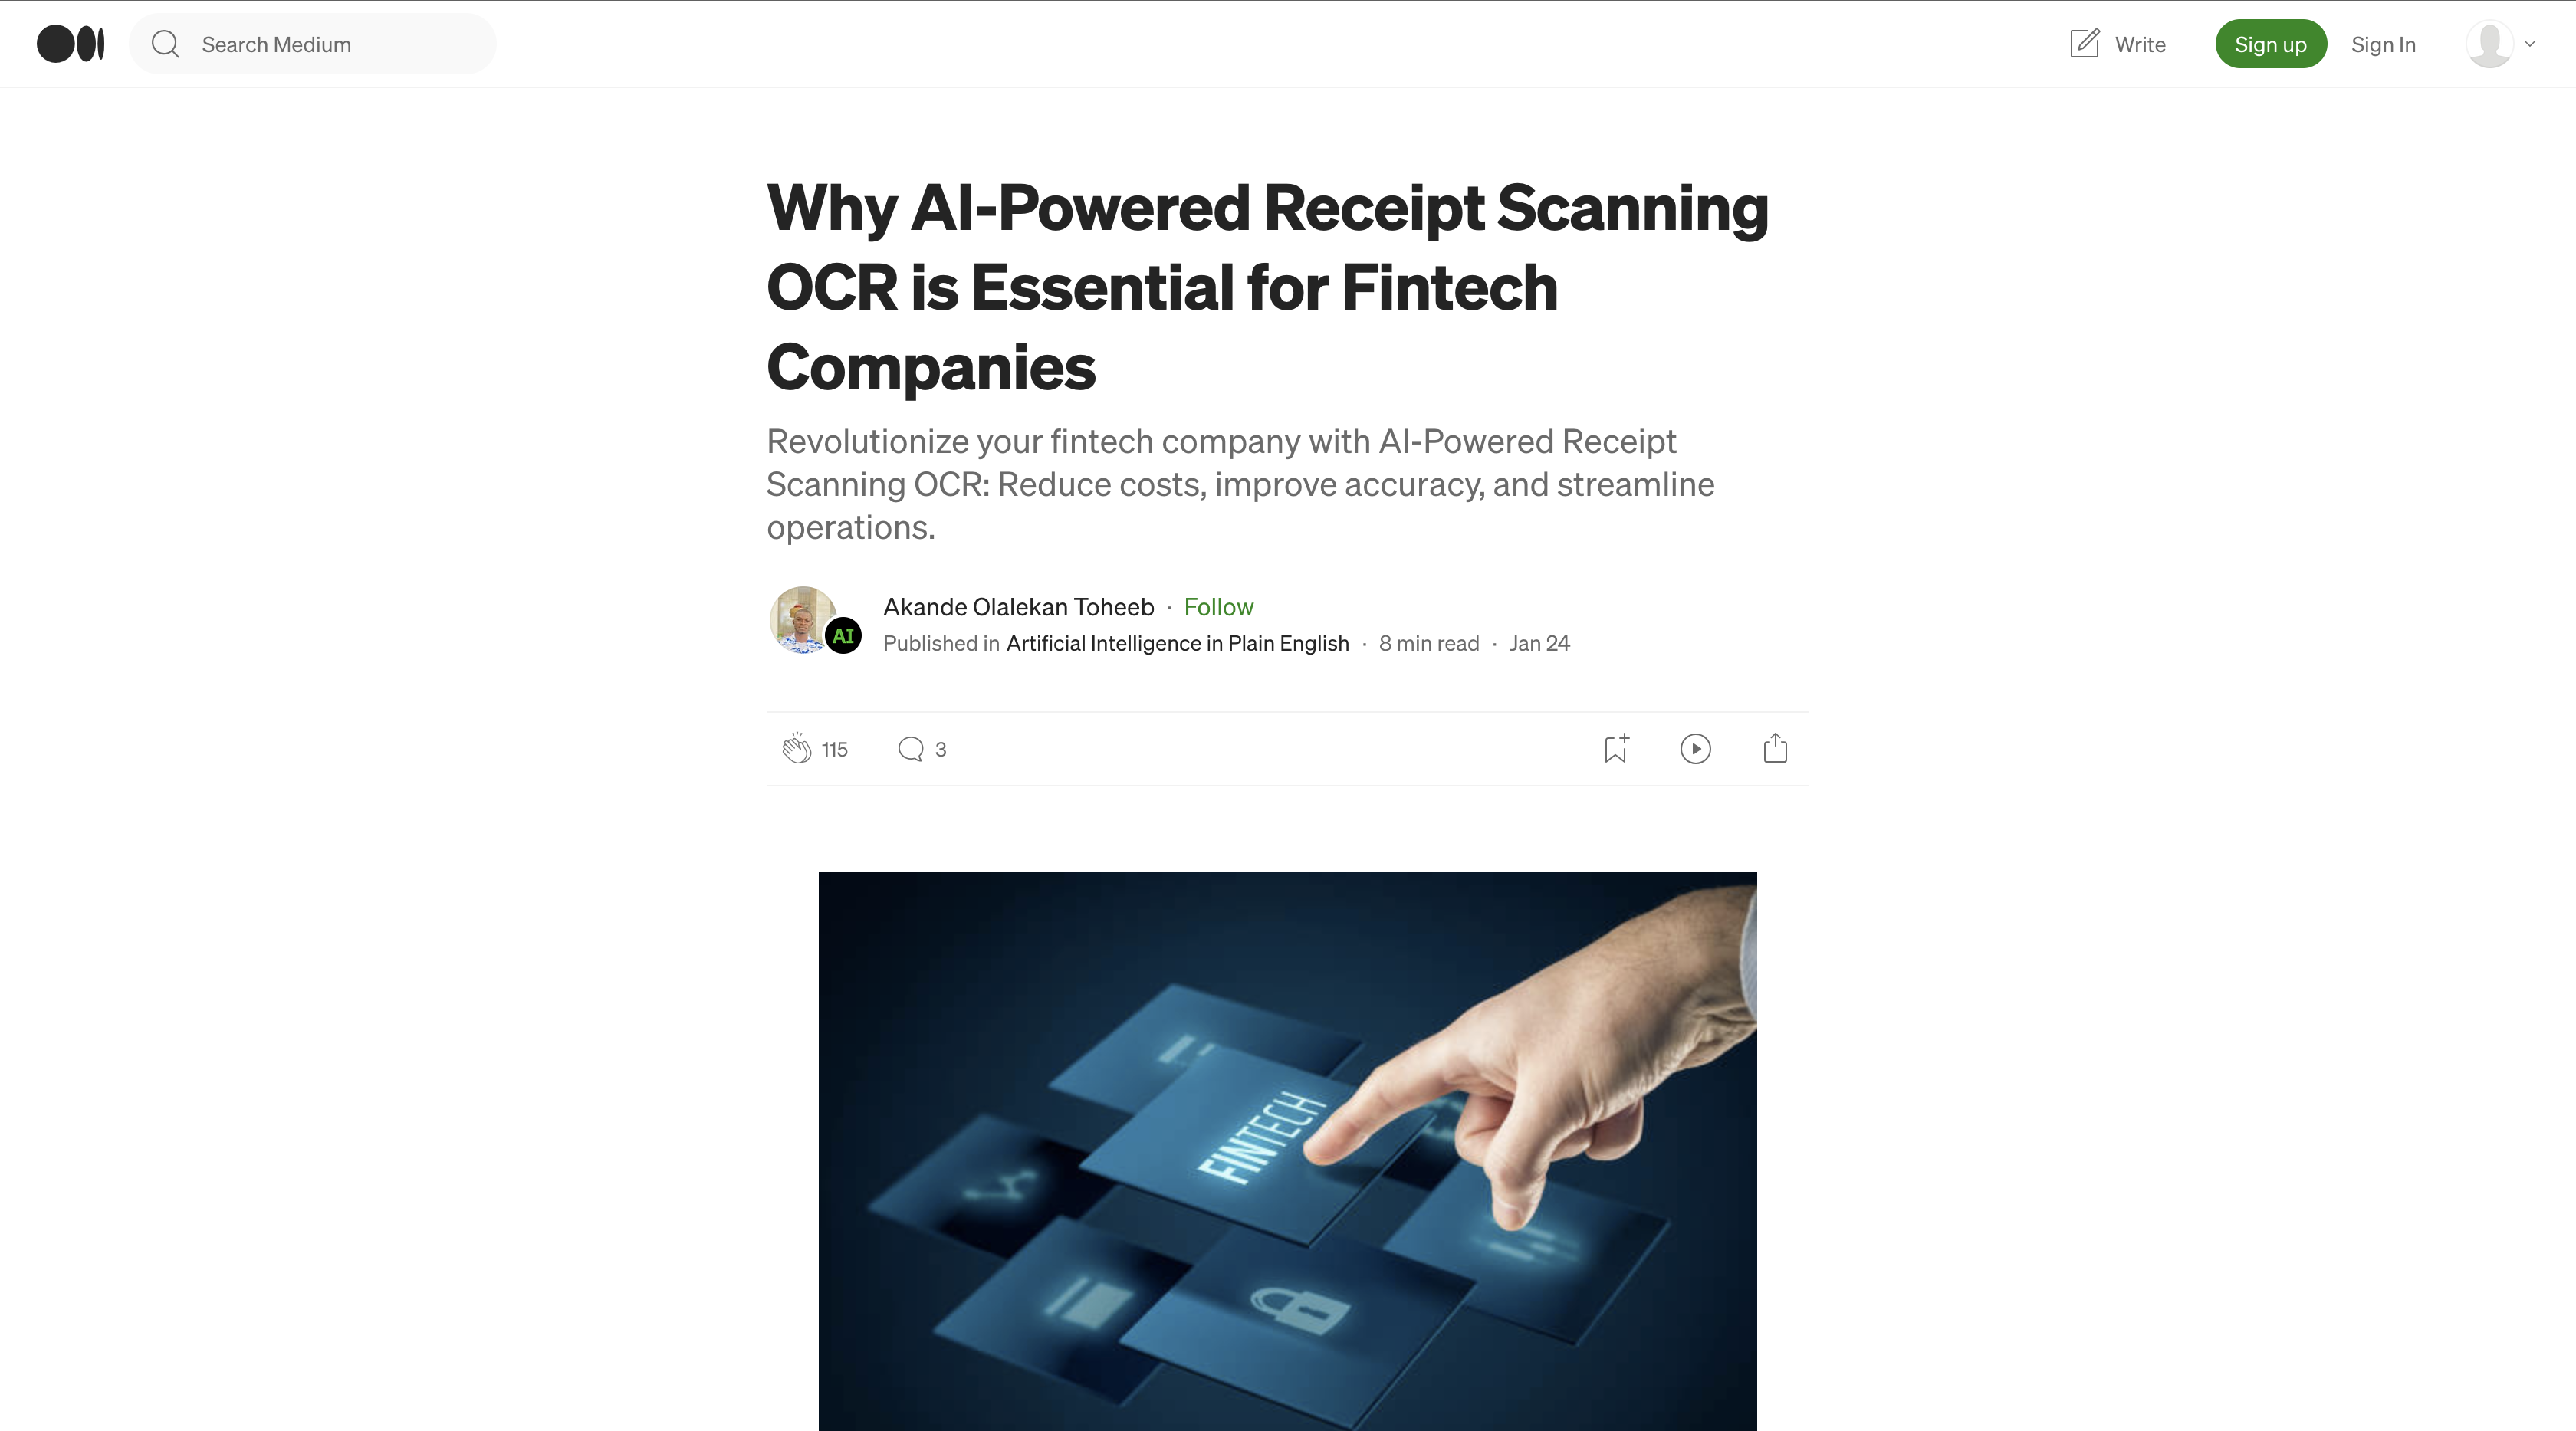 Search Medium
Write
Sign up
Sign In
Why AI-Powered Receipt Scanning
OCR is Essential for Fintech
Companies
Revolutionize your fintech company with AI-Powered Receipt
Scanning OCR: Reduce costs, improve accuracy, and streamline
operations.
Akande Olalekan Toheeb · Follow
AI
Published in Artificial Intelligence in Plain English · 8 min read · Jan 24
115
3
FINTECH